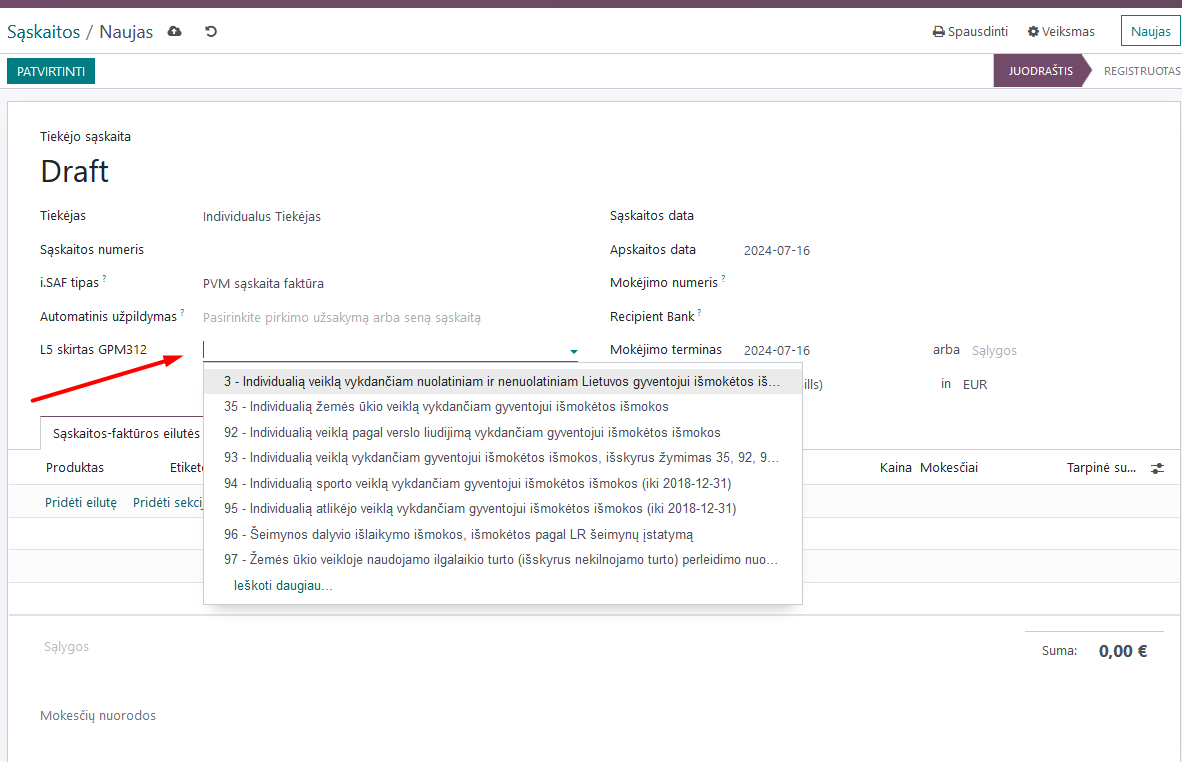 Sąskaitos / Naujas
Spausdinti Veiksmas Naujas
PATVIRTINTI
JUODRAŠTIS REGISTRUOTAS
Tiekėjo sąskaita
Draft
Tiekėjas Individualus Tiekėjas
Sąskaitos numeris
i.SAF tipas ? PVM sąskaita faktūra
Automatinis užpildymas ? Pasirinkite pirkimo užsakymą arba seną sąskaitą
L5 skirtas GPM312
Sąskaitos data
Apskaitos data 2024-07-16
Mokėjimo numeris ?
Recipient Bank ?
Mokėjimo terminas 2024-07-16 arba Sąlygos
ills) in EUR
3 - Individualią veiklą vykdančiam nuolatiniam ir nenuolatiniam Lietuvos gyventojui išmokėtos iš...
35 - Individualią žemės ūkio veiklą vykdančiam gyventojui išmokėtos išmokos
92 - Individualią veiklą pagal verslo liudijimą vykdančiam gyventojui išmokėtos išmokos
93 - Individualią veiklą vykdančiam gyventojui išmokėtos išmokos, išskyrus žymimas 35, 92, 9...
94 - Individualią sporto veiklą vykdančiam gyventojui išmokėtos išmokos (iki 2018-12-31)
95 - Individualią atlikėjo veiklą vykdančiam gyventojui išmokėtos išmokos (iki 2018-12-31)
96 - Šeimynos dalyvio išlaikymo išmokos, išmokėtos pagal LR šeimynų įstatymą
97 - Žemės ūkio veikloje naudojamo ilgalaikio turto (išskyrus nekilnojamo turto) perleidimo nuo...
Ieškoti daugiau...
Sąskaitos-faktūros eilutės
Produktas Etiketė Kaina Mokesčiai Tarpinė su...
Pridėti eilutę Pridėti sekcij
Sąlygos
Suma: 0,00 €
Mokesčių nuorodos